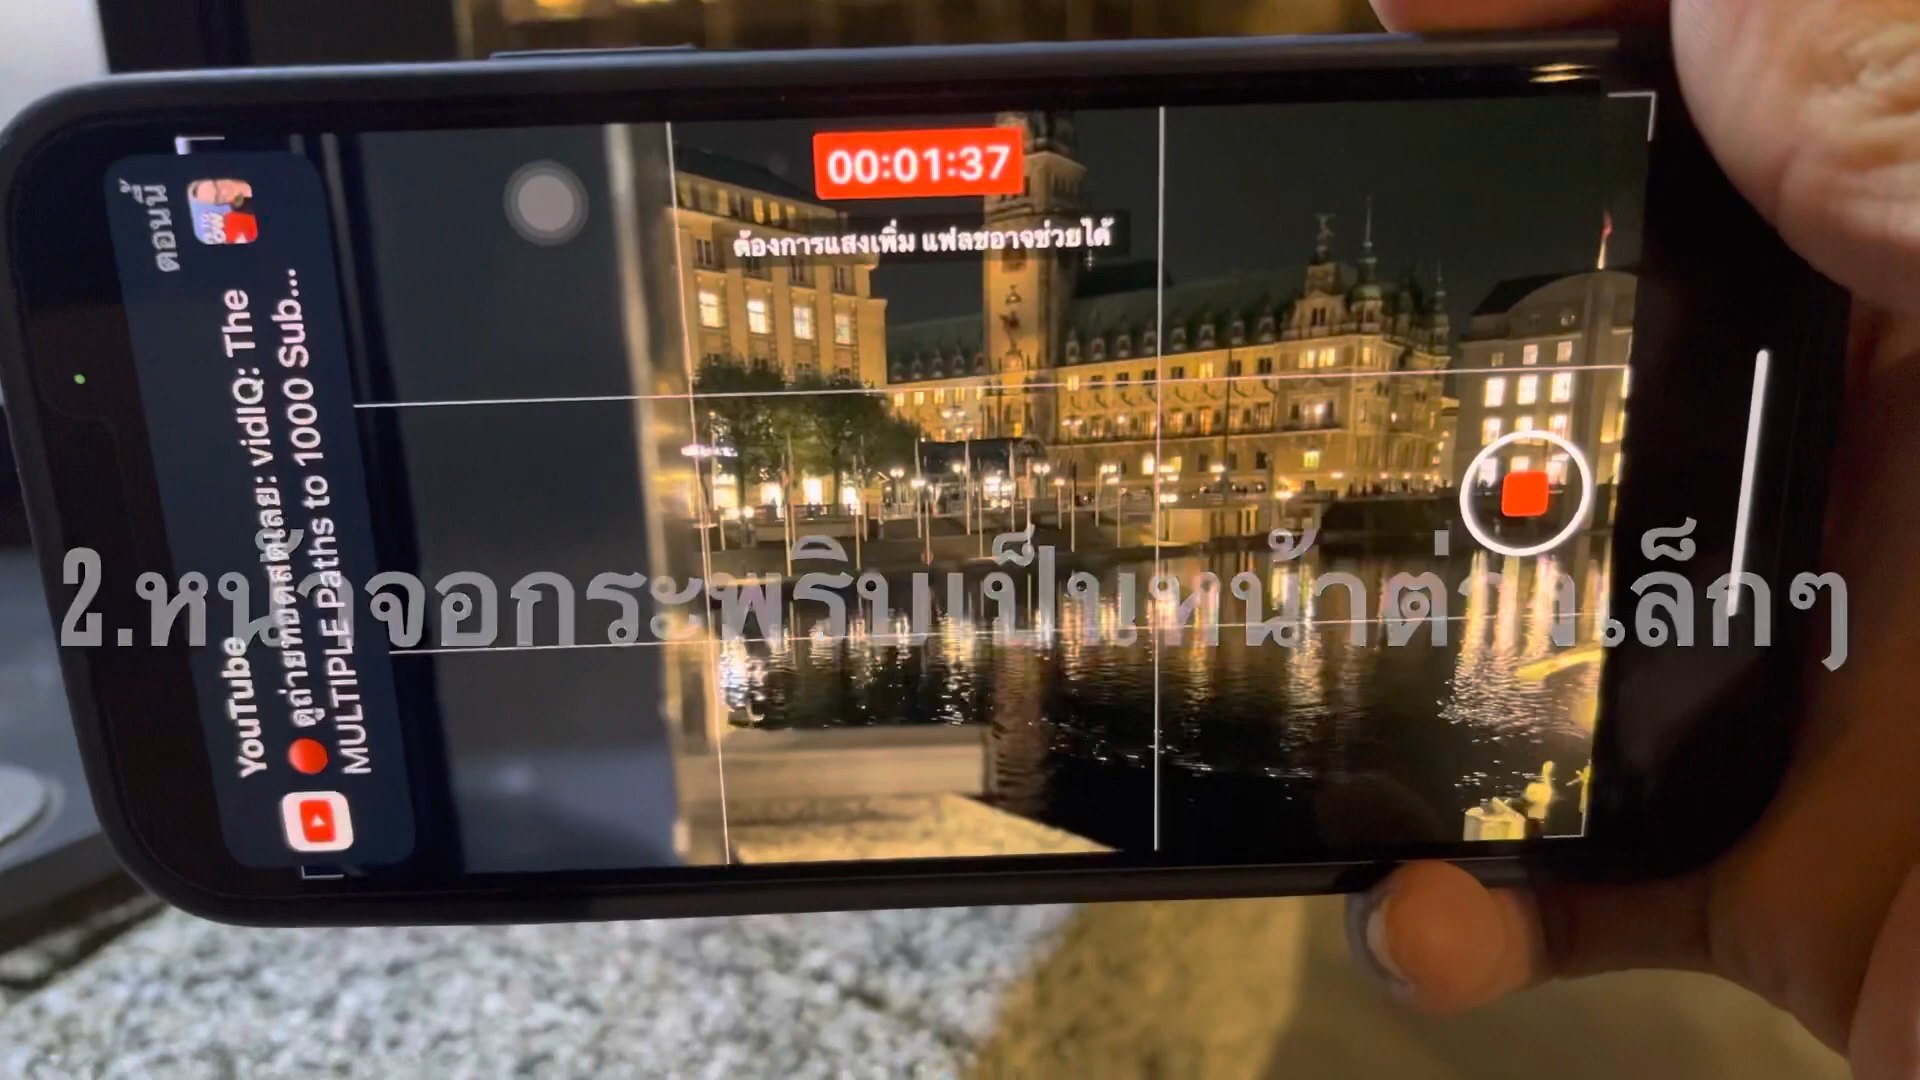 00:01:37
ต้องการแสงเพิ่ม แฟลชอาจช่วยได้
ตอนนี้
YouTube
🔴 ดูถ่ายทอดสดเลย: vidIQ: The
MULTIPLE Paths to 1000 Sub...
2.หน้าจอกระพริบเป็นหน้าต่างเล็กๆ